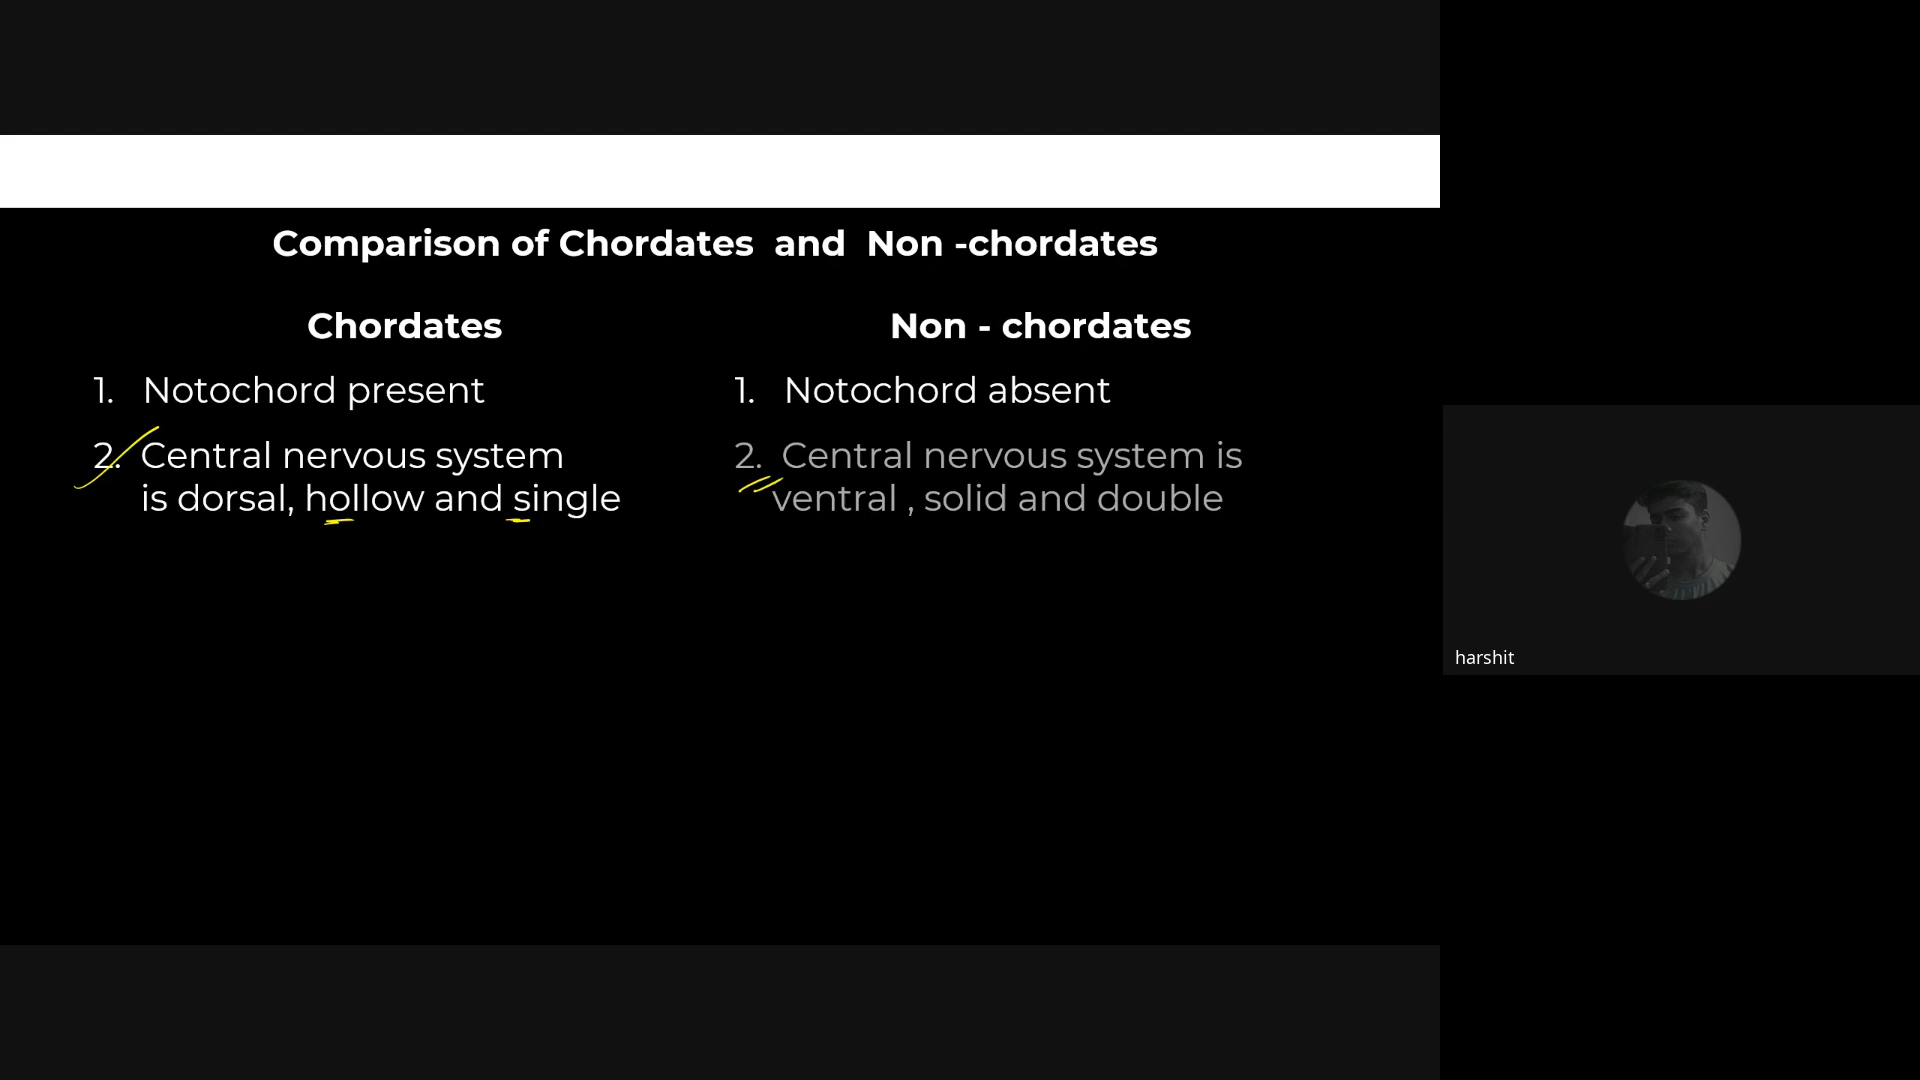 Comparison of Chordates and Non -chordates
Chordates
1. Notochord present
2. Central nervous system
is dorsal, hollow and single
Non - chordates
1. Notochord absent
2. Central nervous system is
ventral , solid and double
harshit